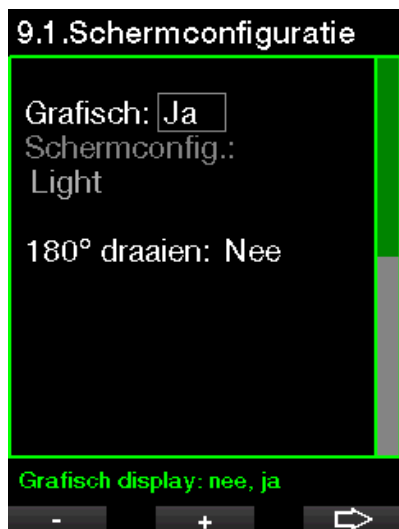 9.1.Schermconfiguratie
Grafisch: Ja
Schermconfig.:
Light
180° draaien: Nee
Grafisch display: nee, ja
- +